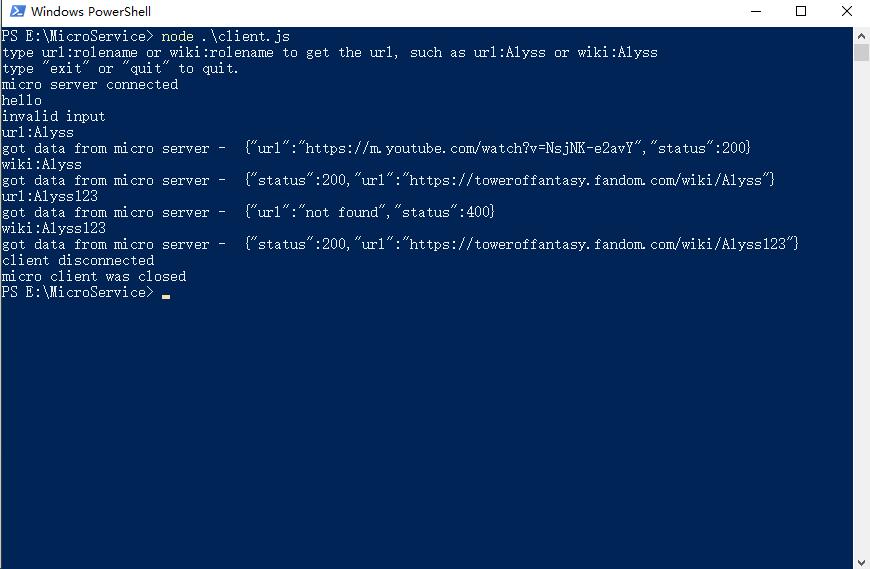 Windows PowerShell
PS E:\MicroService> node .\client.js
type url:rolename or wiki:rolename to get the url, such as url:Alyss or wiki:Alyss
type "exit" or "quit" to quit.
micro server connected
hello
invalid input
url:Alyss
got data from micro server -  {"url":"https://m.youtube.com/watch?v=NsjNK-e2avY","status":200}
wiki:Alyss
got data from micro server -  {"status":200,"url":"https://toweroffantasy.fandom.com/wiki/Alyss"}
url:Alyss123
got data from micro server -  {"url":"not found","status":400}
wiki:Alyss123
got data from micro server -  {"status":200,"url":"https://toweroffantasy.fandom.com/wiki/Alyss123"}
client disconnected
micro client was closed
PS E:\MicroService>